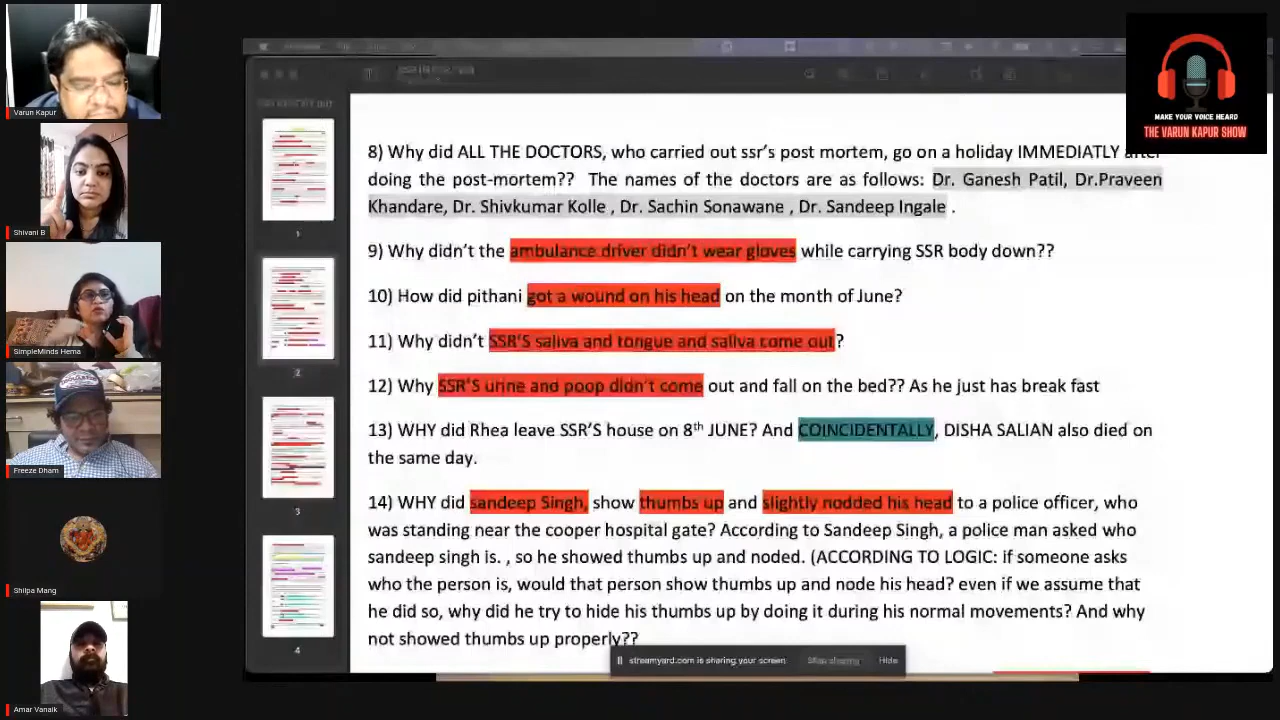 Varun Kapur
Shivani B
SimpleMinds Hema
Freeze Dham
Shilpa Mang
Amar Vanaik
MAKE YOUR VOICE HEARD
THE VARUN KAPUR SHOW
8) Why did ALL THE DOCTORS, who carried out ssr's post mortem, go on a holiday IMMEDIATLY after
doing the post-mortem?? The names of the doctors are as follows: Dr. Ganesh Patil, Dr.Praveen
Khandare, Dr. Shivkumar Kolle , Dr. Sachin Sonawane , Dr. Sandeep Ingale .
9) Why didn't the ambulance driver didn't wear gloves while carrying SSR body down??
10) How did pithani got a wound on his head on the month of June?
11) Why didn't SSR'S saliva and tongue and saliva come out?
12) Why SSR'S urine and poop didn't come out and fall on the bed?? As he just has break fast
13) WHY did Rhea leave SSR'S house on 8th JUNE? And COINCIDENTALLY, DISHA SALIAN also died on
the same day.
14) WHY did sandeep Singh, show thumbs up and slightly nodded his head to a police officer, who
was standing near the cooper hospital gate? According to Sandeep Singh, a police man asked who
sandeep singh is. , so he showed thumbs up and noded. (ACCORDING TO LOGIC: if someone asks
who the person is, would that person show thumbs up and node his head? even if we assume that
he did so, why did he try to hide his thumbs up by doing it during his normal movements? And why
not showed thumbs up properly??
streamyard.com is sharing your screen
Stop sharing
Hide
1
2
3
4